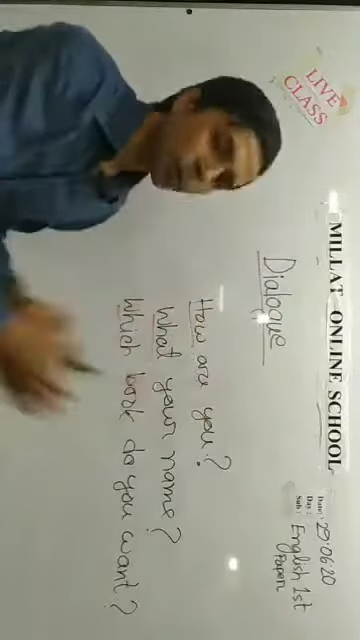 LIVE
CLASS
MILLAT ONLINE SCHOOL
Date: 29.06.20
Day:
Sub: English 1st
Paper
Dialogue
How are you?
What your name?
Which book do you want?